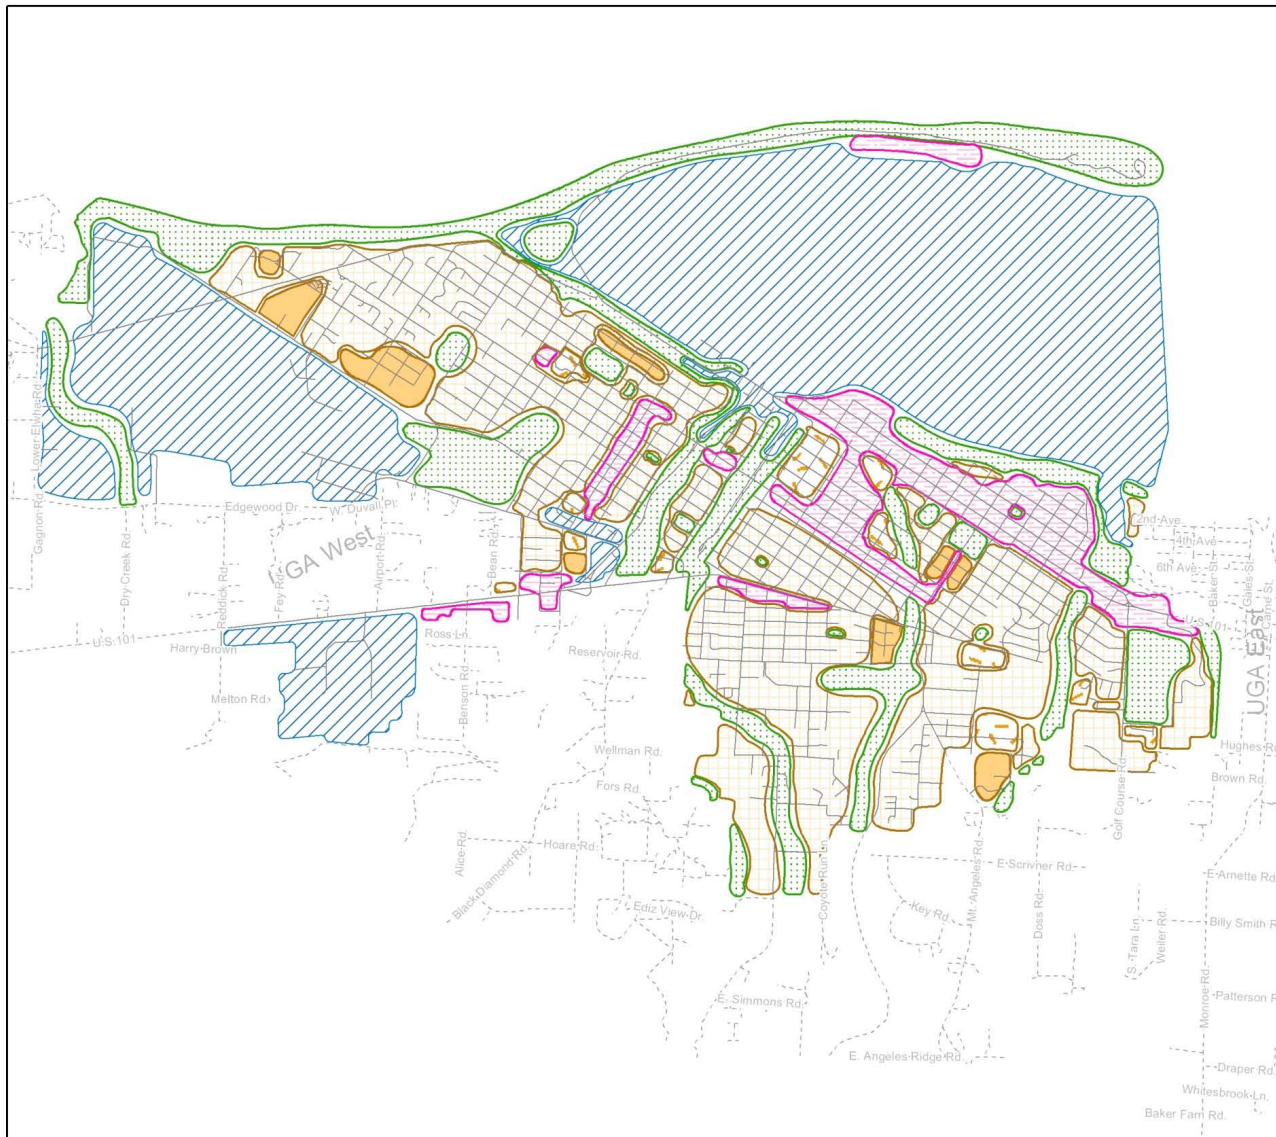 Lower Elwha Rd.
Gagnon Rd.
Dry Creek Rd.
Edgewood Dr.
W. Duvall Pl.
UGA West
Reddick Rd.
Fey Rd.
Airport Rd.
S. Bean Rd.
2nd Ave.
4th Ave
6th Ave.
Baker St.
Gales St.
Came St.
U.S. 101
UGA East
U.S. 101
Harry Brown
Ross Ln.
Reservoir Rd.
Melton Rd.
Benson Rd.
Wellman Rd.
Fors Rd.
Hughes Rd.
Brown Rd.
Golf Course Rd.
Alice Rd.
Black Diamond Rd.
Hoare Rd.
Coyote Run Ln.
E Scrivner Rd.
Mt. Angeles Rd.
E Arnette Rd.
Ediz View Dr.
Key Rd.
Doss Rd.
S. Tara Ln.
Weiler Rd.
Billy Smith R
E. Simmons Rd.
Monroe Rd.
Patterson R
E. Angeles Ridge Rd.
Draper Rd.
Whitesbrook Ln.
Baker Farm Rd.